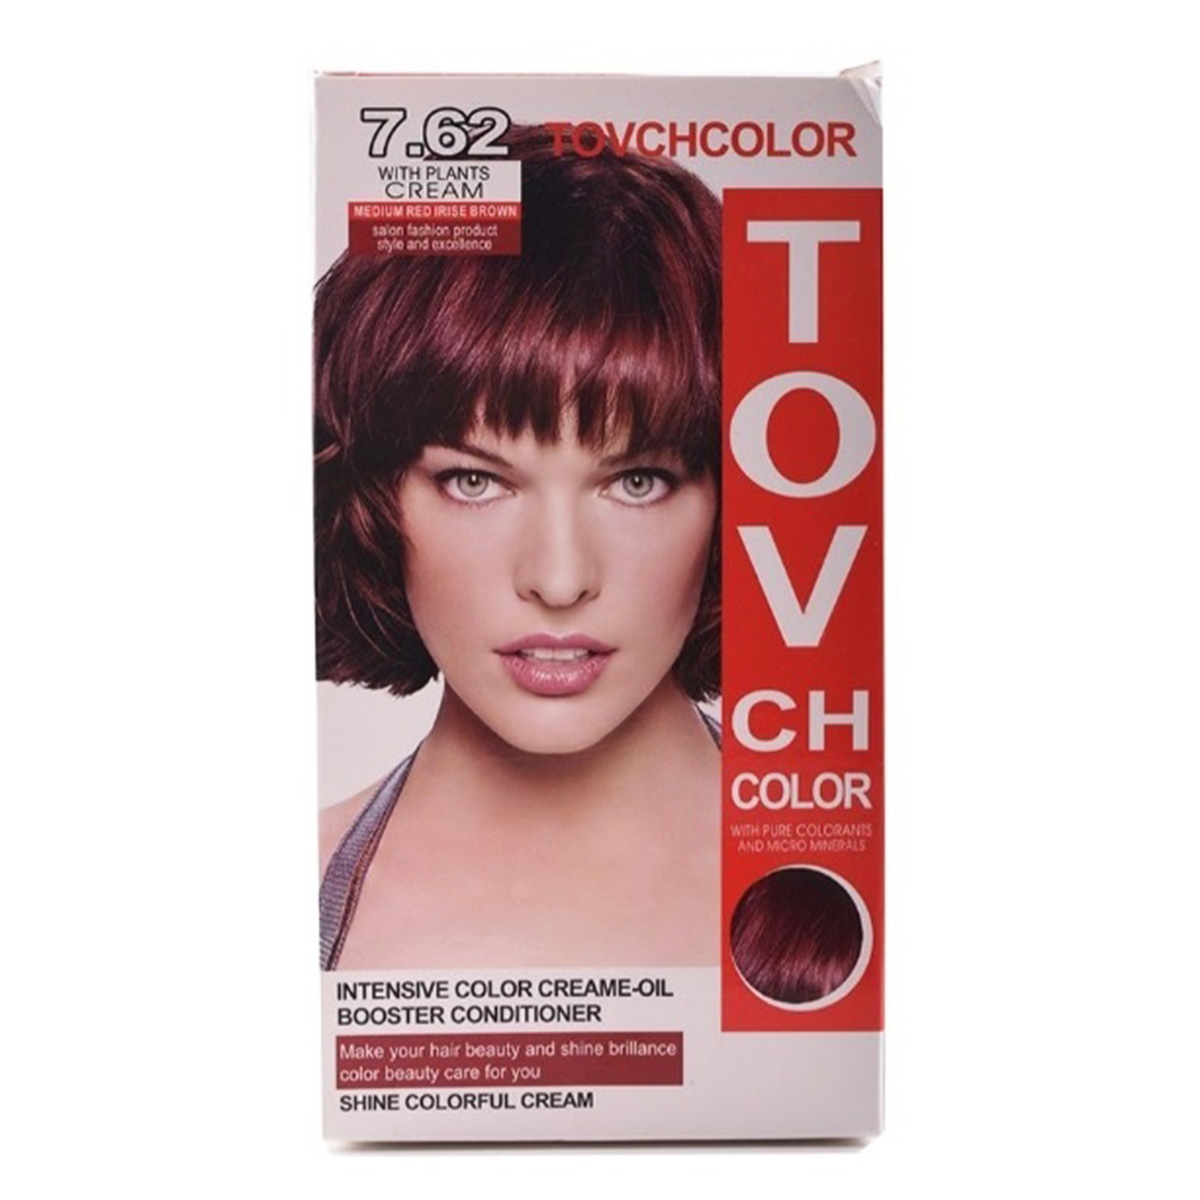 7.62
WITH PLANTS
CREAM
MEDIUM RED IRISE BROWN
salon fashion product
style and excellence
TOVCHCOLOR
T
O
V
CH
COLOR
WITH PURE COLORANTS
AND MICRO MINERALS
INTENSIVE COLOR CREAME-OIL
BOOSTER CONDITIONER
Make your hair beauty and shine brillance
color beauty care for you
SHINE COLORFUL CREAM